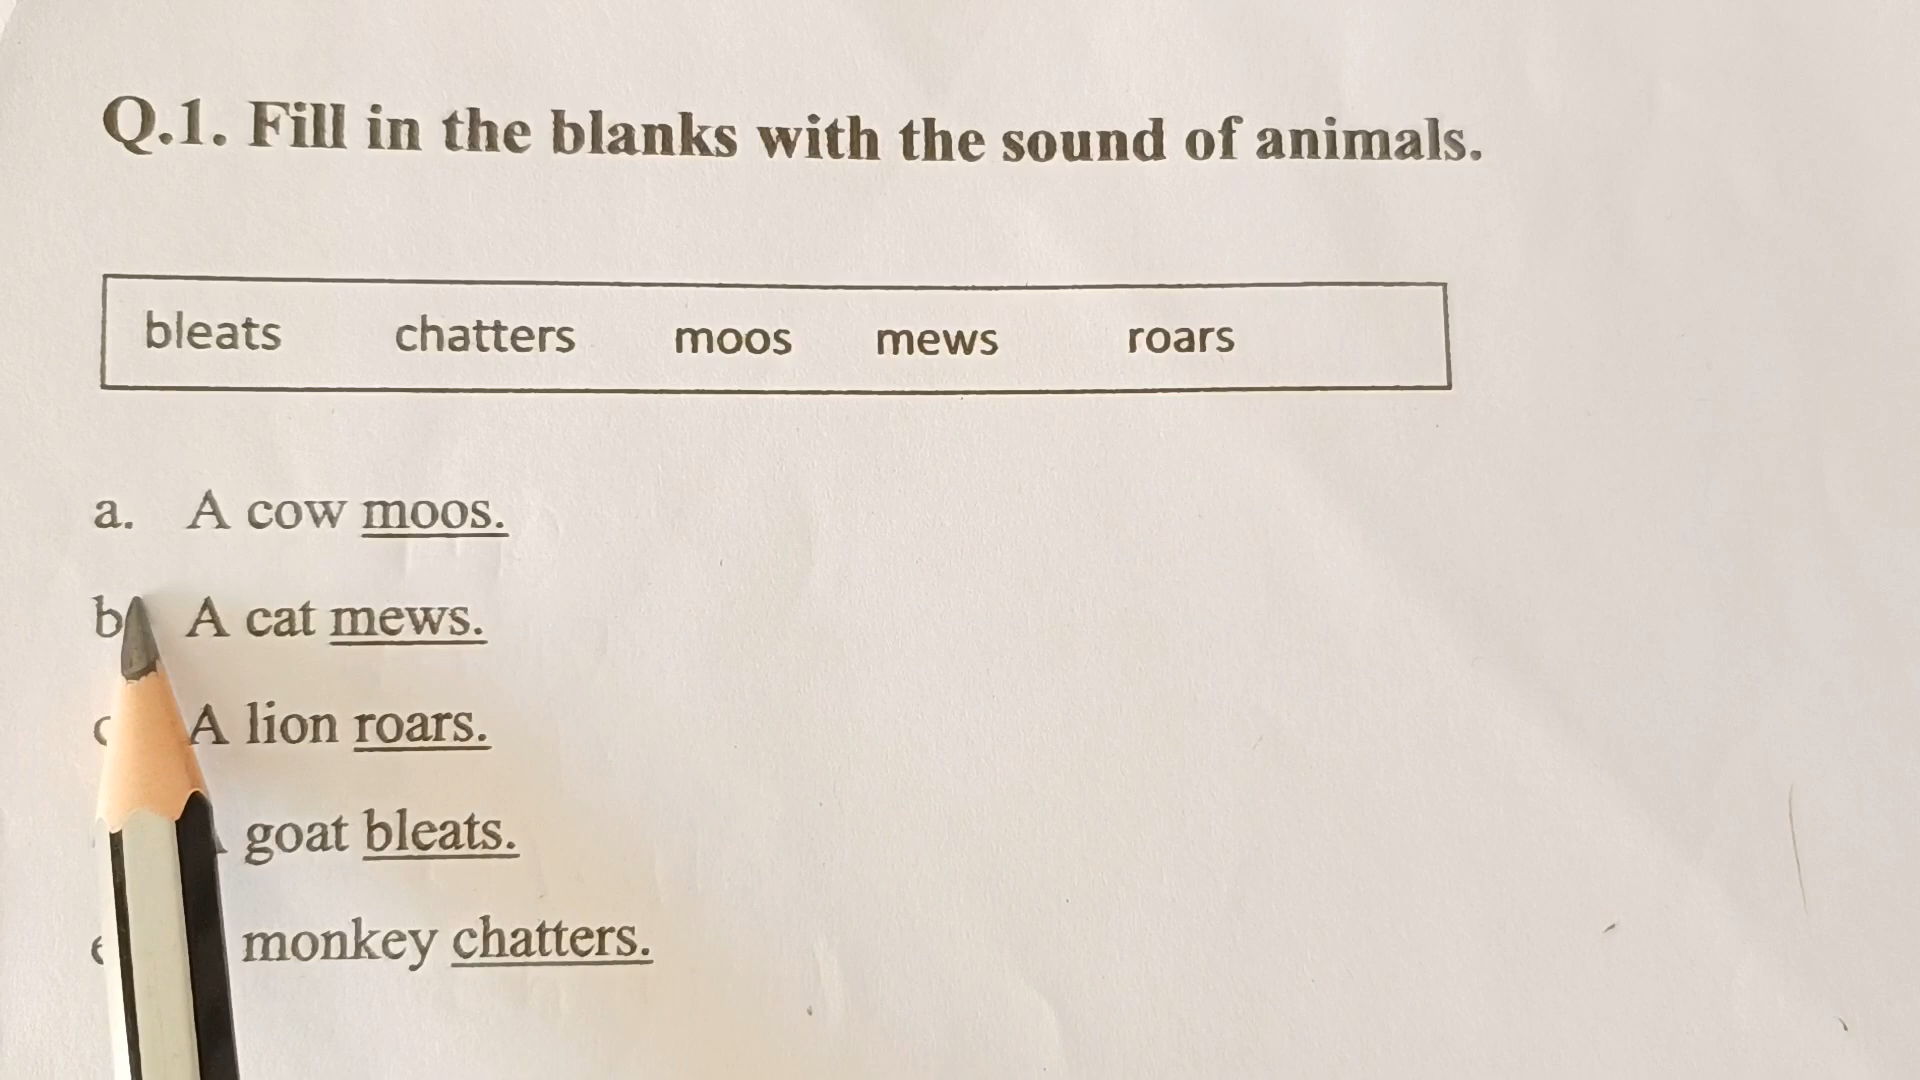 Q.1. Fill in the blanks with the sound of animals.
bleats chatters moos mews roars
a. A cow moos.
b A cat mews.
A lion roars.
goat bleats.
monkey chatters.